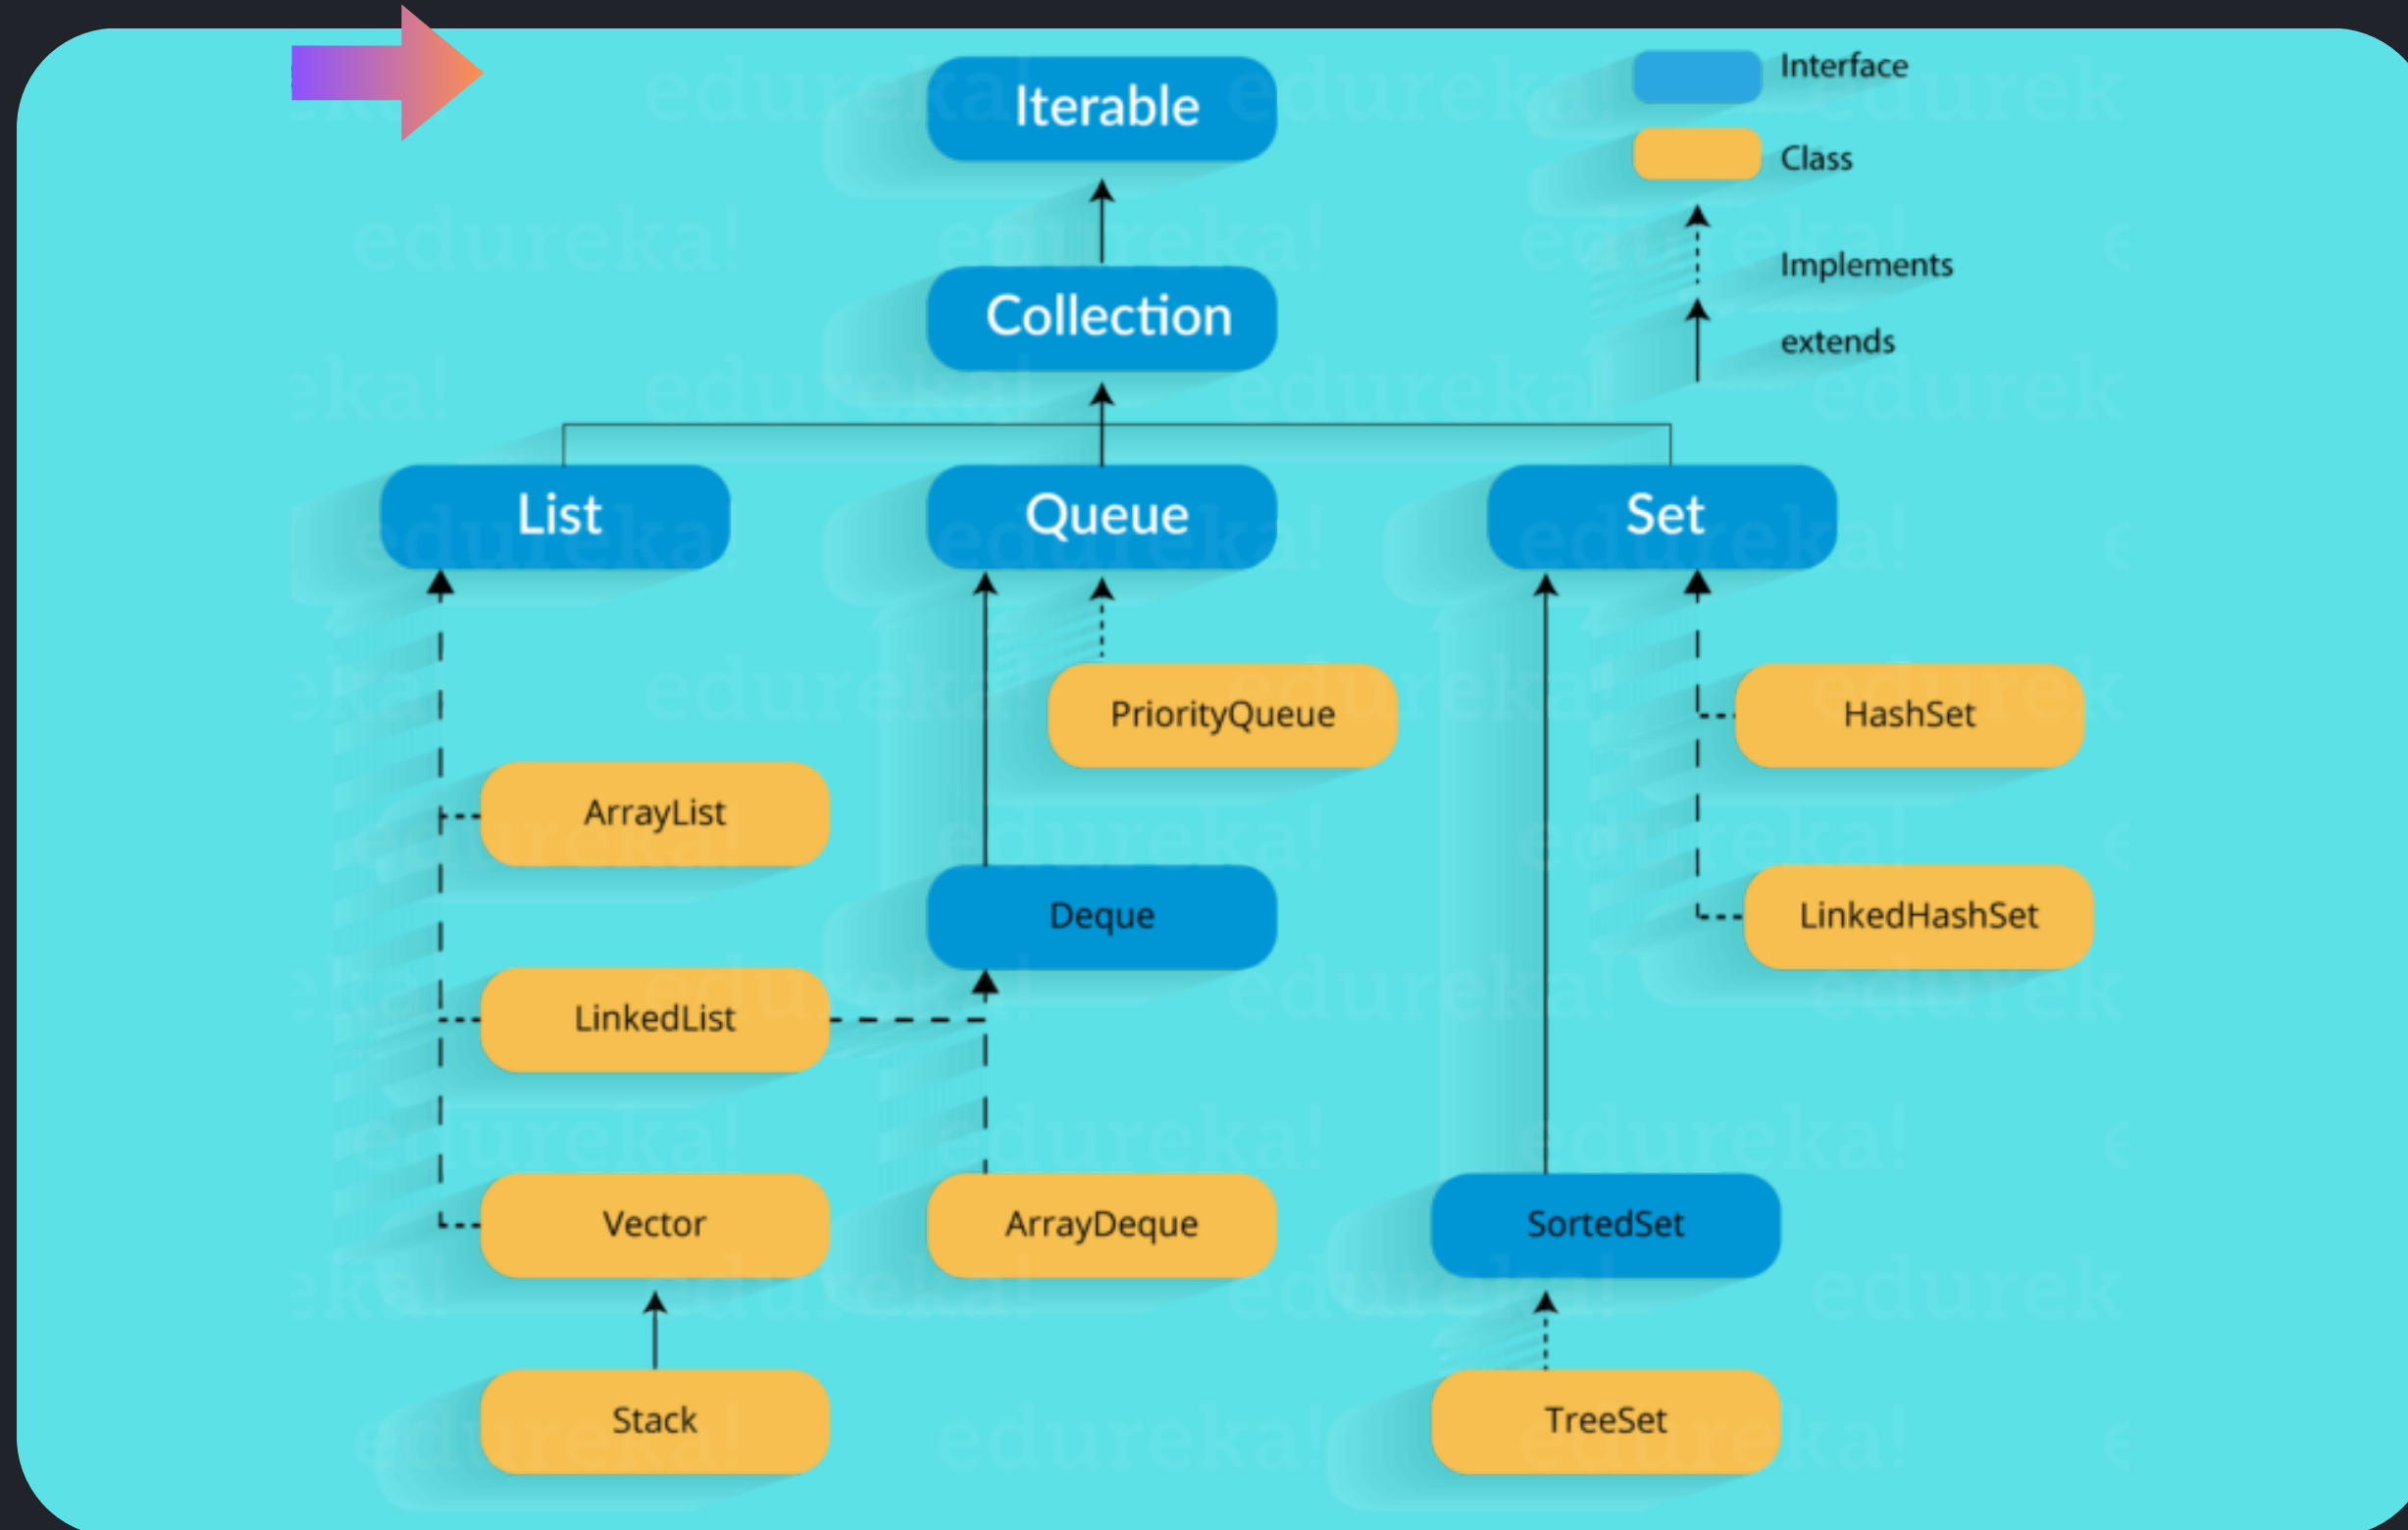 Iterable
Interface
Class
Collection
Implements
extends
List
Queue
Set
PriorityQueue
HashSet
ArrayList
Deque
LinkedHashSet
LinkedList
Vector
ArrayDeque
SortedSet
Stack
TreeSet
edureka!